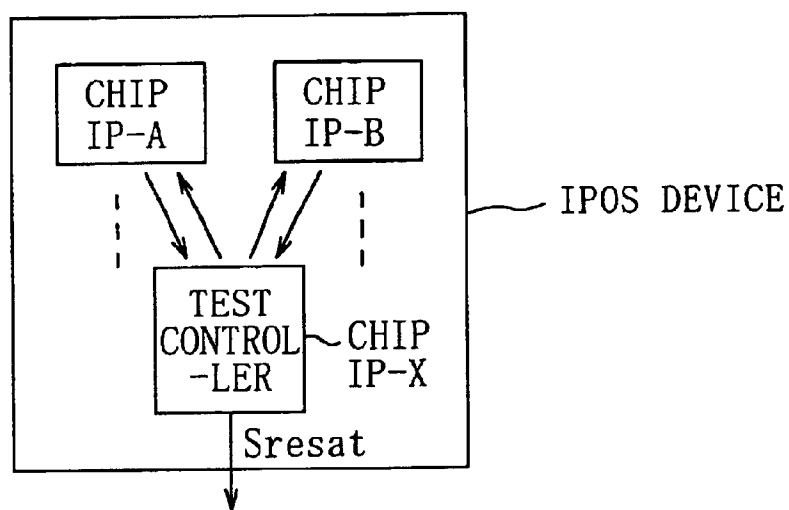 CHIP
IP-A
CHIP
IP-B
IPOS DEVICE
TEST
CONTROL
-LER
CHIP
IP-X
Sresat